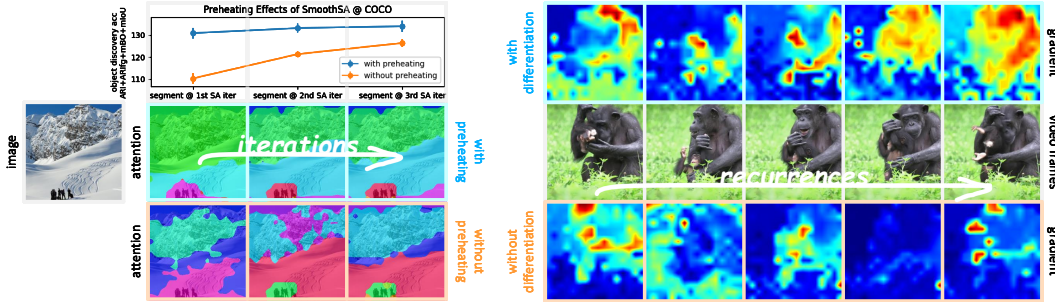 Preheating Effects of SmoothSA @ COCO
object discovery acc
ARI+ARIfg+mBO+mIoU
130
120
110
with preheating
without preheating
segment @ 1st SA iter
segment @ 2nd SA iter
segment @ 3rd SA iter
image
attention
iterations
with
preheating
attention
without
preheating
with
differentiation
gradient
video frames
recurrences
without
differentiation
gradient